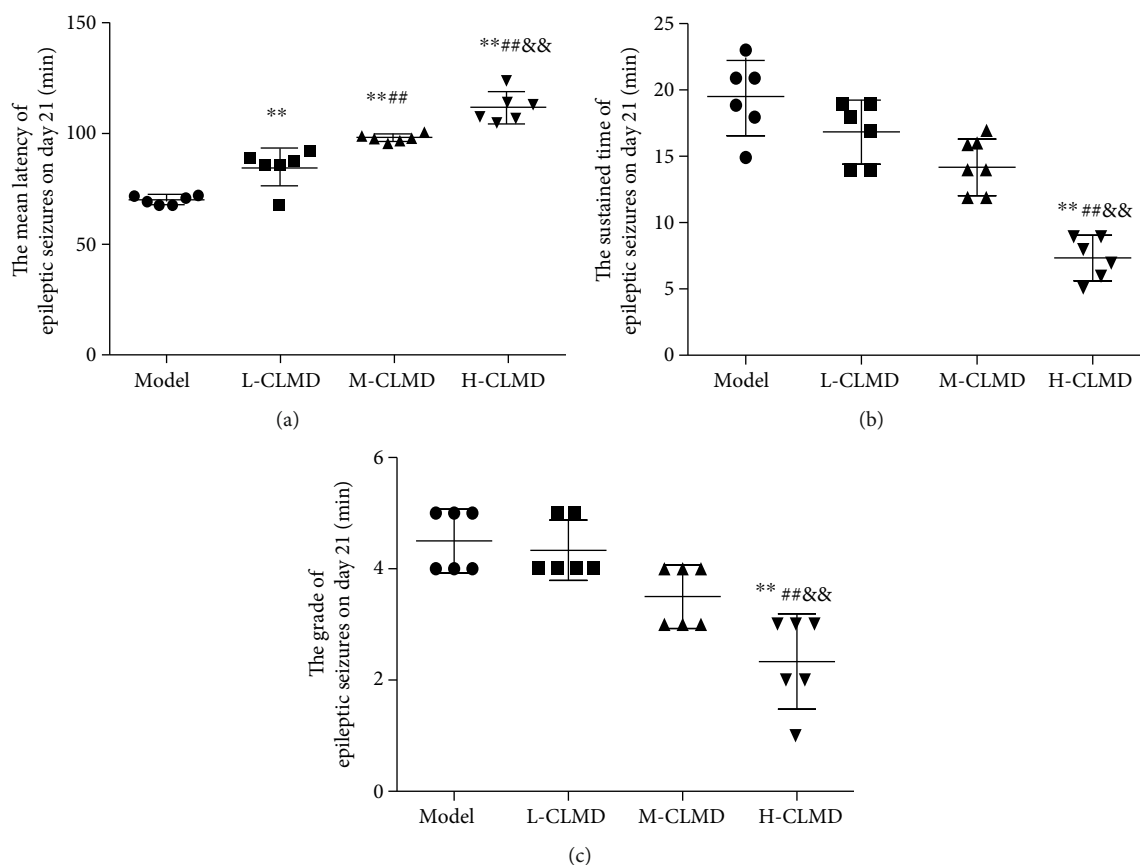 (a)
The mean latency of
epileptic seizures on day 21 (min)
150
100
50
0
**
**##
**##&&
Model L-CLMD M-CLMD H-CLMD
(b)
The sustained time of
epileptic seizures on day 21 (min)
25
20
15
10
5
0
** ##&&
Model L-CLMD M-CLMD H-CLMD
(c)
The grade of
epileptic seizures on day 21 (min)
6
4
2
0
** ##&&
Model L-CLMD M-CLMD H-CLMD